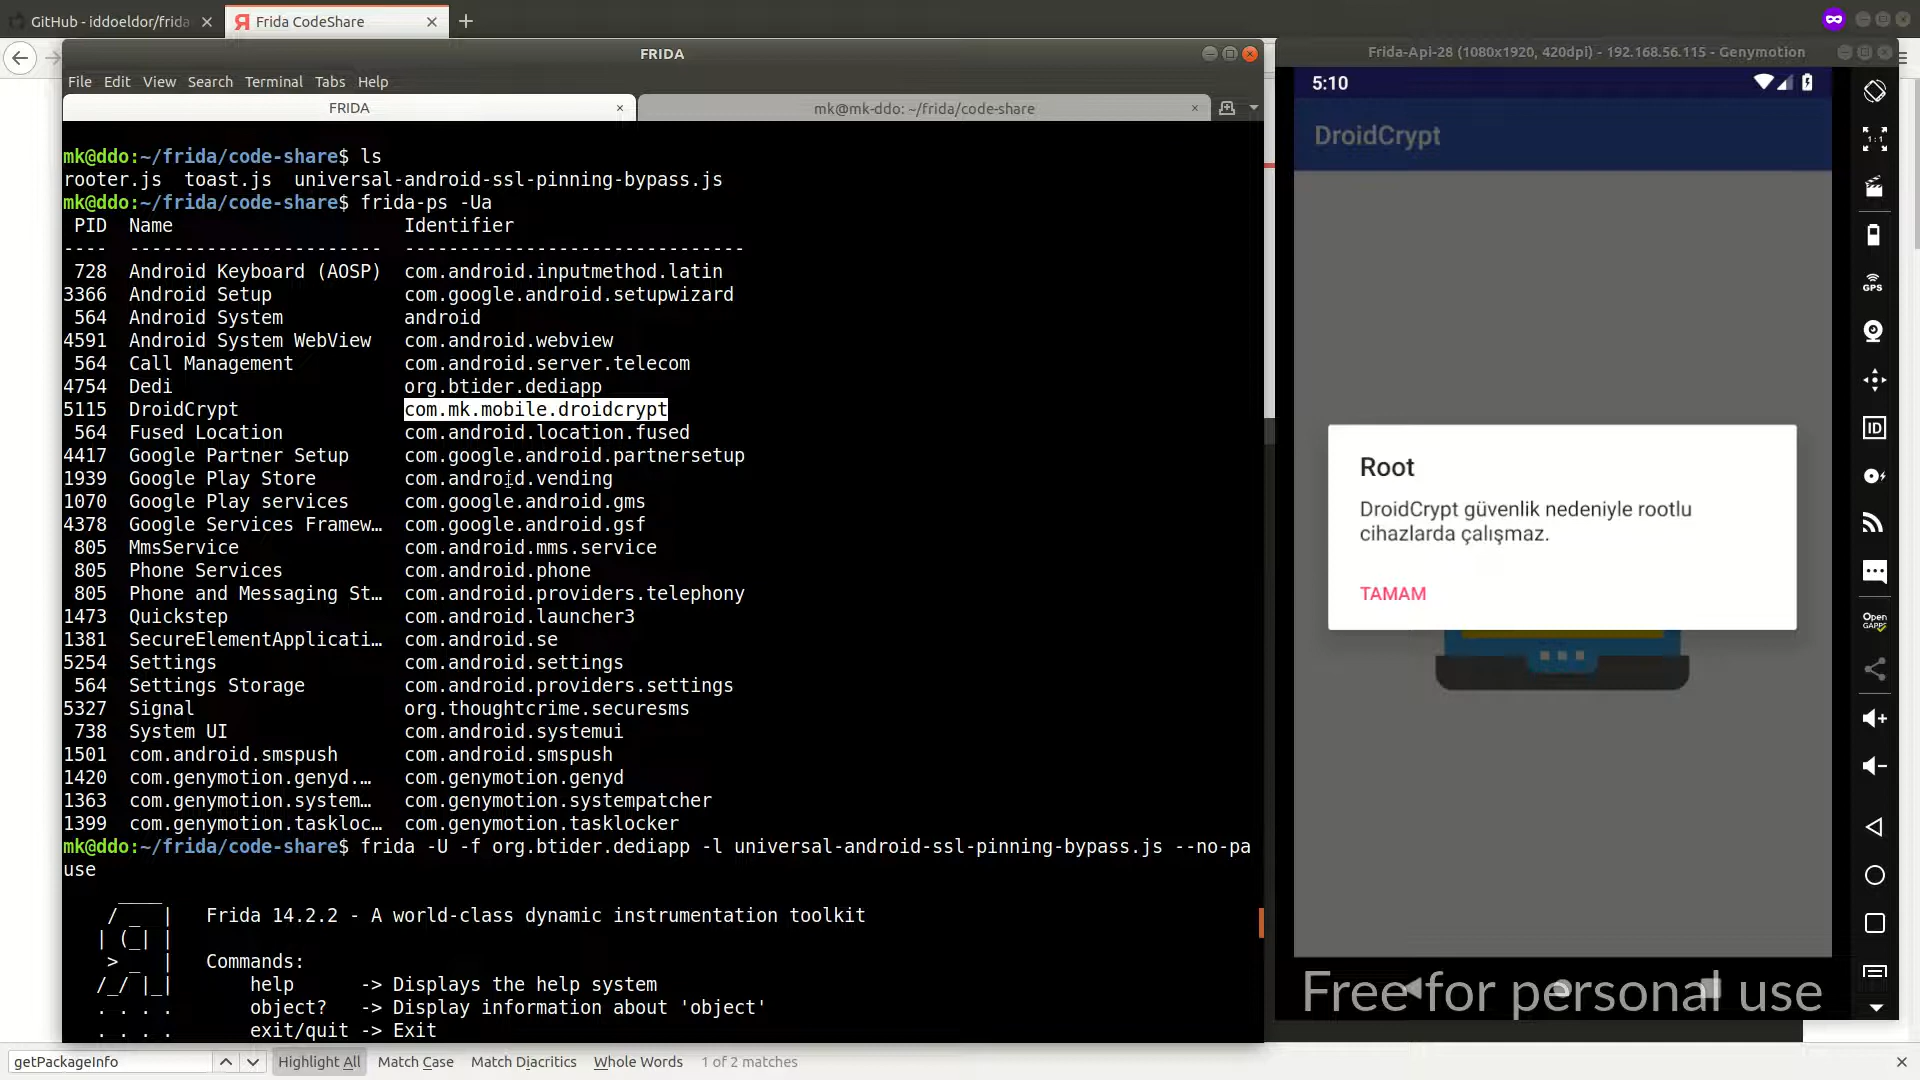 GitHub - iddoeldor/frida
Frida CodeShare
FRIDA
File Edit View Search Terminal Tabs Help
FRIDA
mk@mk-ddo: ~/frida/code-share
mk@ddo:~/frida/code-share$ ls
rooter.js toast.js universal-android-ssl-pinning-bypass.js
mk@ddo:~/frida/code-share$ frida-ps -Ua
PID Name Identifier
---- ----------------------- -------------------------------
728 Android Keyboard (AOSP) com.android.inputmethod.latin
3366 Android Setup com.google.android.setupwizard
564 Android System android
4591 Android System WebView com.android.webview
564 Call Management com.android.server.telecom
4754 Dedi org.btider.dediapp
5115 DroidCrypt com.mk.mobile.droidcrypt
564 Fused Location com.android.location.fused
4417 Google Partner Setup com.google.android.partnersetup
1939 Google Play Store com.android.vending
1070 Google Play services com.google.android.gms
4378 Google Services Framew… com.google.android.gsf
805 MmsService com.android.mms.service
805 Phone Services com.android.phone
805 Phone and Messaging St… com.android.providers.telephony
1473 Quickstep com.android.launcher3
1381 SecureElementApplicati… com.android.se
5254 Settings com.android.settings
564 Settings Storage com.android.providers.settings
5327 Signal org.thoughtcrime.securesms
738 System UI com.android.systemui
1501 com.android.smspush com.android.smspush
1420 com.genymotion.genyd.… com.genymotion.genyd
1363 com.genymotion.system… com.genymotion.systempatcher
1399 com.genymotion.taskloc… com.genymotion.tasklocker
mk@ddo:~/frida/code-share$ frida -U -f org.btider.dediapp -l universal-android-ssl-pinning-bypass.js --no-pa
use
____
/ _ | Frida 14.2.2 - A world-class dynamic instrumentation toolkit
| (_| |
> _ | Commands:
/_/ |_| help -> Displays the help system
. . . . object? -> Display information about 'object'
. . . . exit/quit -> Exit
Frida-Api-28 (1080x1920, 420dpi) - 192.168.56.115 - Genymotion
5:10
DroidCrypt
Root
DroidCrypt güvenlik nedeniyle rootlu
cihazlarda çalışmaz.
TAMAM
Free for personal use
1:1
GPS
ID
Open
GAPPS
getPackageInfo
Highlight All Match Case Match Diacritics Whole Words 1 of 2 matches